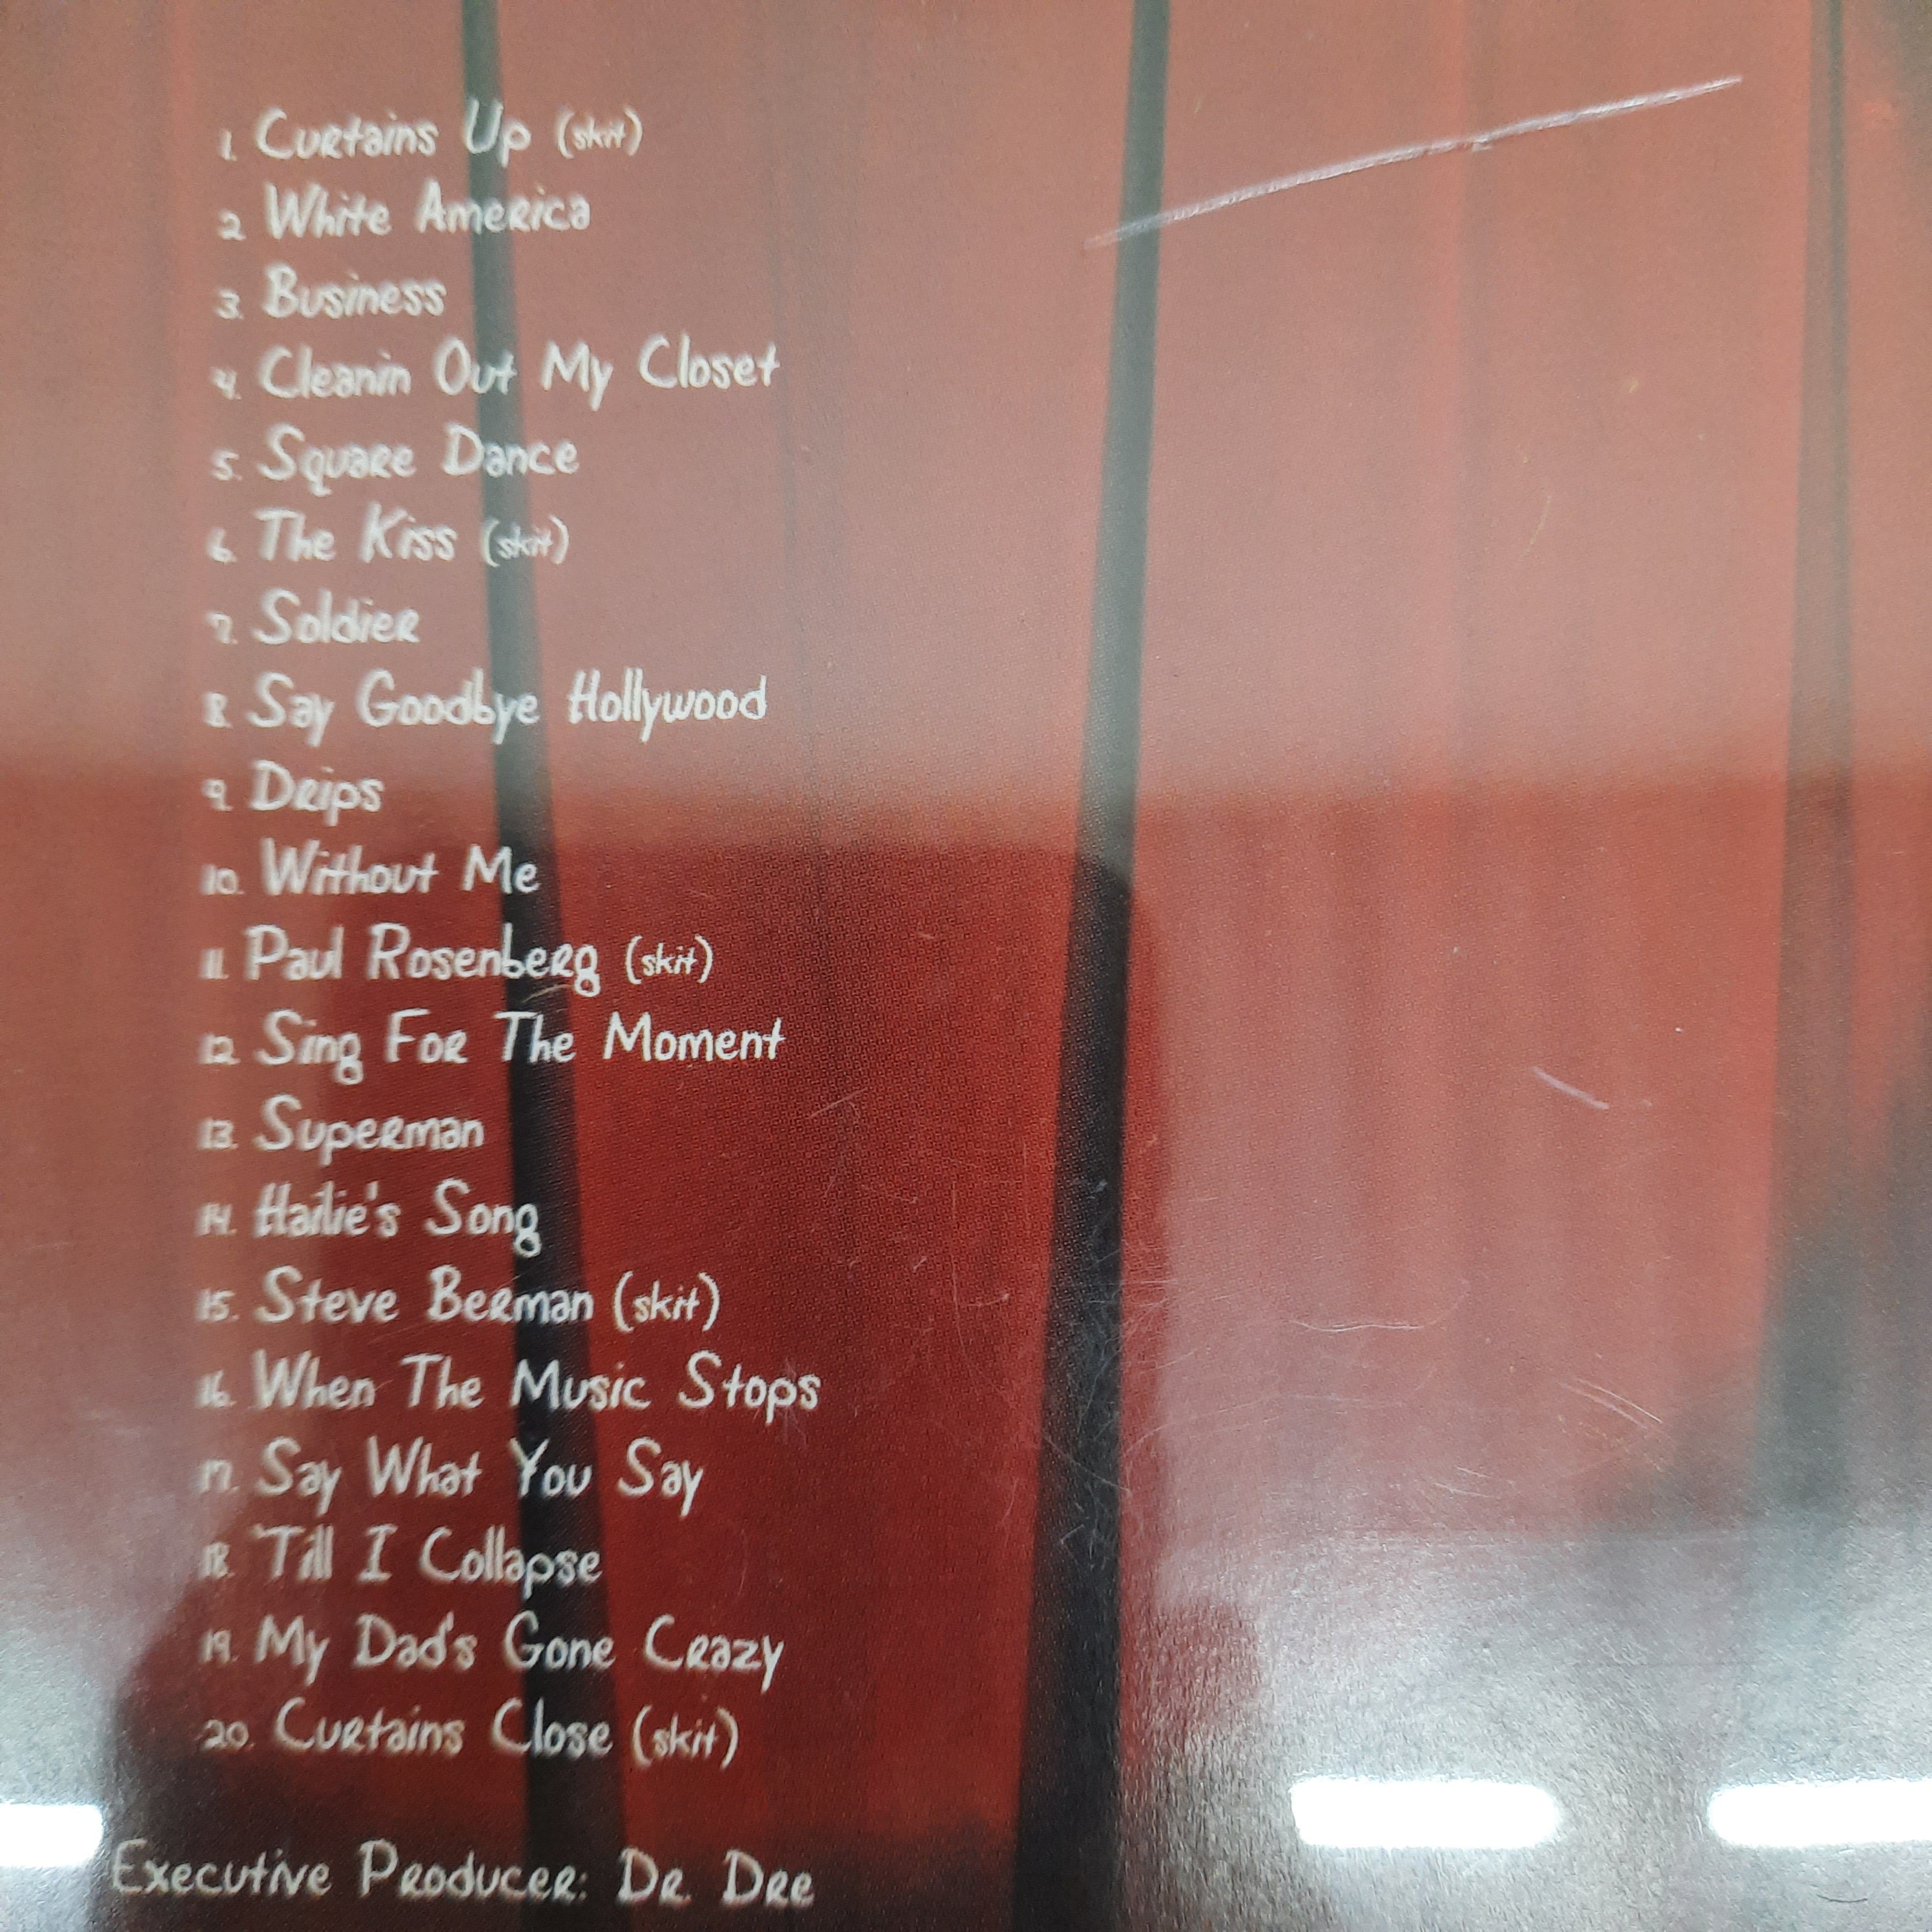 1. Curtains Up (skit)
2. White America
3. Business
4. Cleanin Out My Closet
5. Square Dance
6. The Kiss (skit)
7. Soldier
8. Say Goodbye Hollywood
9. Drips
10. Without Me
11. Paul Rosenberg (skit)
12. Sing For The Moment
13. Superman
14. Hailie's Song
15. Steve Berman (skit)
16. When The Music Stops
17. Say What You Say
18. 'Till I Collapse
19. My Dad's Gone Crazy
20. Curtains Close (skit)
Executive Producer: Dr. Dre